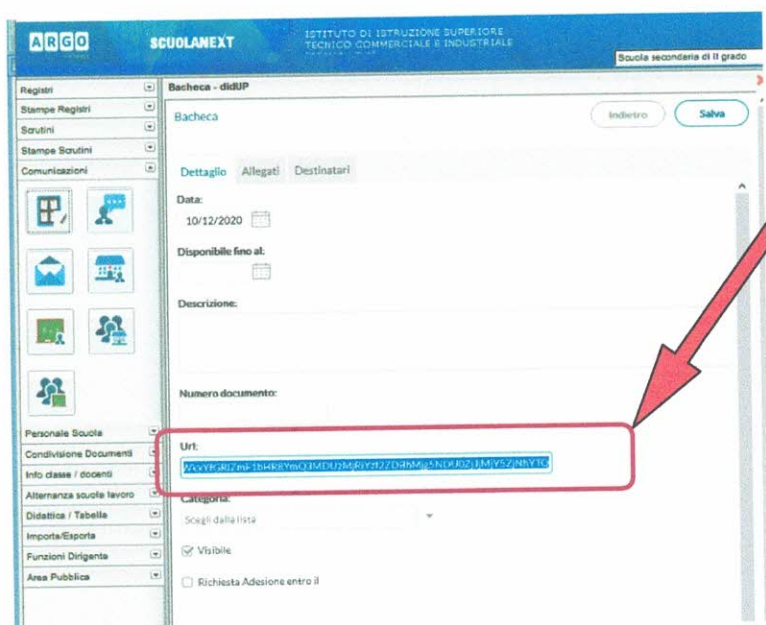 ARGO
SCUOLANEXT
ISTITUTO DI ISTRUZIONE SUPERIORE
TECNICO COMMERCIALE E INDUSTRIALE
Scuola secondaria di II grado
Registri
Stampe Registri
Scrutini
Stampe Scrutini
Comunicazioni
Personale Scuola
Condivisione Documenti
Info classe / docenti
Alternanza scuola lavoro
Didattica / Tabelle
Importa/Esporta
Funzioni Dirigente
Area Pubblica
Bacheca - didUP
Bacheca
Indietro
Salva
Dettaglio Allegati Destinatari
Data:
10/12/2020
Disponibile fino al:
Descrizione:
Numero documento:
Url:
Categoria:
Scegli dalla lista
Visibile
Richiesta Adesione entro il